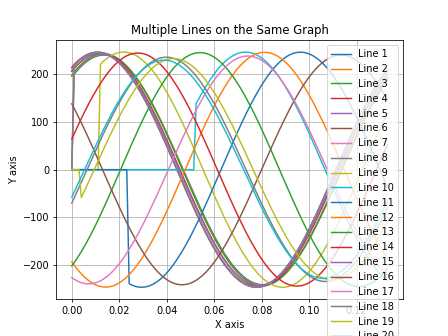 Multiple Lines on the Same Graph
Y axis
200
100
0
−100
−200
0.00
0.02
0.04
0.06
0.08
0.10
X axis
Line 1
Line 2
Line 3
Line 4
Line 5
Line 6
Line 7
Line 8
Line 9
Line 10
Line 11
Line 12
Line 13
Line 14
Line 15
Line 16
Line 17
Line 18
Line 19
Line 20